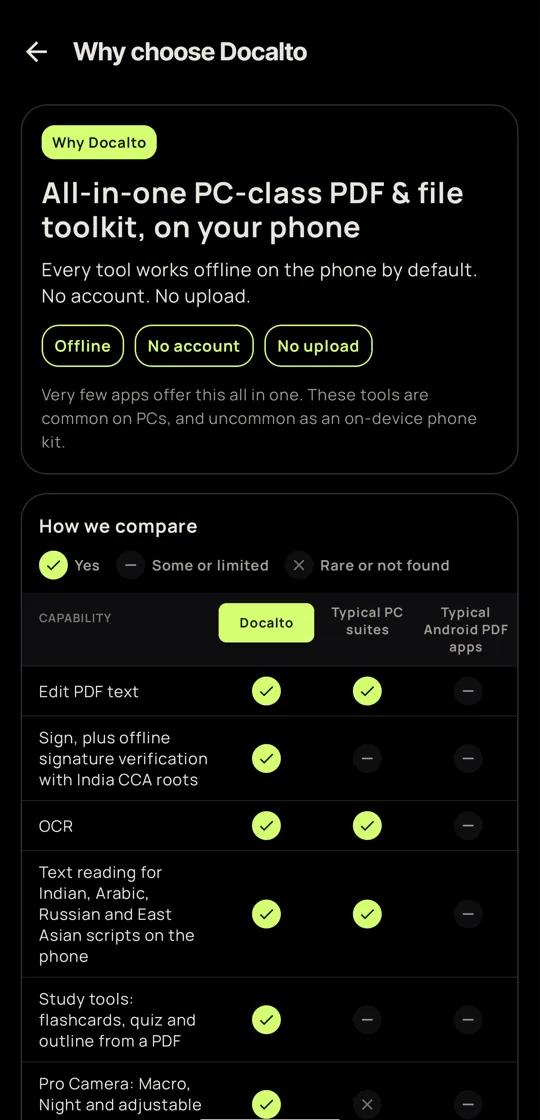 Why choose Docalto
Why Docalto
All-in-one PC-class PDF & file
toolkit, on your phone
Every tool works offline on the phone by default.
No account. No upload.
Offline
No account
No upload
Very few apps offer this all in one. These tools are
common on PCs, and uncommon as an on-device phone
kit.
How we compare
Yes
Some or limited
Rare or not found
CAPABILITY
Docalto
Typical PC
suites
Typical
Android PDF
apps
Edit PDF text
Sign, plus offline
signature verification
with India CCA roots
OCR
Text reading for
Indian, Arabic,
Russian and East
Asian scripts on the
phone
Study tools:
flashcards, quiz and
outline from a PDF
Pro Camera: Macro,
Night and adjustable